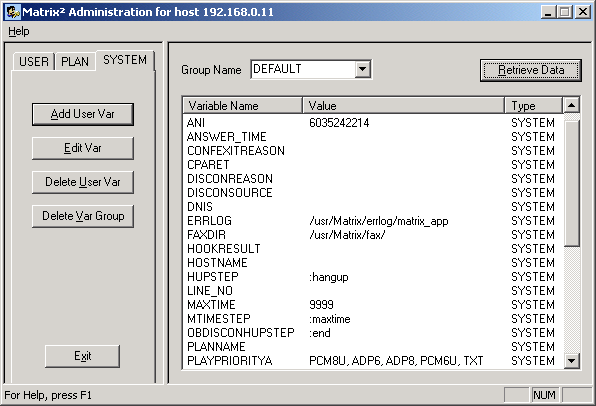 Matrix² Administration for host 192.168.0.11
Help
USER PLAN SYSTEM
Group Name DEFAULT Retrieve Data
Add User Var
Edit Var
Delete User Var
Delete Var Group
Exit
Variable Name Value Type
ANI 6035242214 SYSTEM
ANSWER_TIME SYSTEM
CONFEXITREASON SYSTEM
CPARET SYSTEM
DISCONREASON SYSTEM
DISCONSOURCE SYSTEM
DNIS SYSTEM
ERRLOG /usr/Matrix/errlog/matrix_app SYSTEM
FAXDIR /usr/Matrix/fax/ SYSTEM
HOOKRESULT SYSTEM
HOSTNAME SYSTEM
HUPSTEP :hangup SYSTEM
LINE_NO SYSTEM
MAXTIME 9999 SYSTEM
MTIMESTEP :maxtime SYSTEM
OBDISCONHUPSTEP :end SYSTEM
PLANNAME SYSTEM
PLAYPRIORITYA PCM8U, ADP6, ADP8, PCM6U, TXT SYSTEM
For Help, press F1 NUM